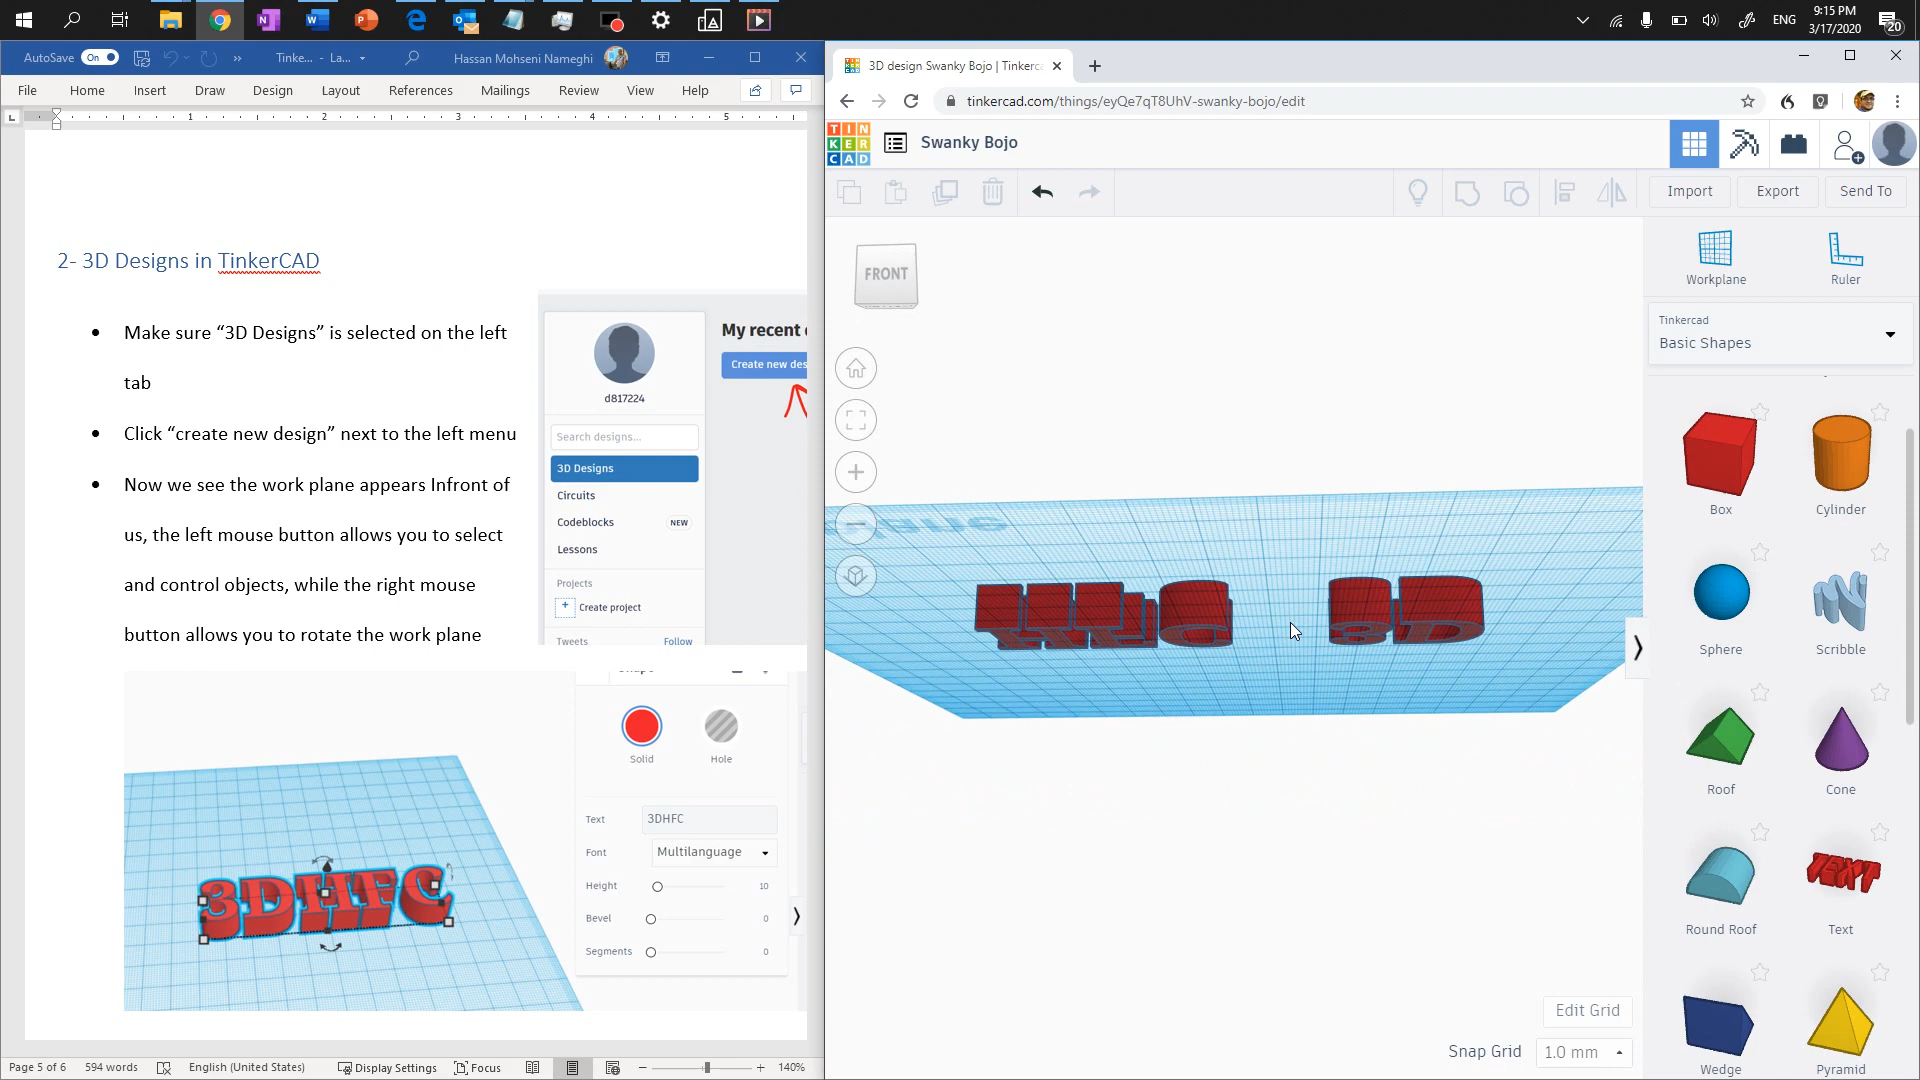 ENG
9:15 PM
3/17/2020
20
AutoSave
On
Tinke... - La...
Hassan Mohseni Nameghi
File Home Insert Draw Design Layout References Mailings Review View Help
1 2 3 4 5
2- 3D Designs in TinkerCAD
Make sure “3D Designs” is selected on the left
tab
Click “create new design” next to the left menu
Now we see the work plane appears Infront of
us, the left mouse button allows you to select
and control objects, while the right mouse
button allows you to rotate the work plane
My recent
Create new des
d817224
Search designs...
3D Designs
Circuits
Codeblocks NEW
Lessons
Projects
+ Create project
Tweets Follow
3DHFC
Solid Hole
Text 3DHFC
Font Multilanguage
Height 10
Bevel 0
Segments 0
Page 5 of 6 594 words English (United States) Display Settings Focus 140%
3D design Swanky Bojo | Tinkerc
tinkercad.com/things/eyQe7qT8UhV-swanky-bojo/edit
TIN
KER
CAD
Swanky Bojo
Import Export Send To
FRONT
Workplane Ruler
Tinkercad
Basic Shapes
Box Cylinder
Sphere Scribble
Roof Cone
TEXT
Round Roof Text
Wedge Pyramid
Edit Grid
Snap Grid 1.0 mm